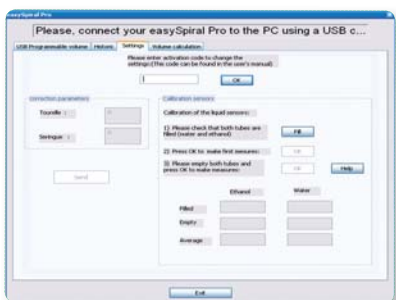 easySpiral Pro
Please, connect your easySpiral Pro to the PC using a USB c...
USB Programmable volume Historic Settings Volume calculation
Please enter activation code to change the
settings:(This code can be found in the user's manual)
OK
correction parameters
Calibration sensors
Tourelle :
Calibration of the liquid sensors:
Seringue :
1) Please check that both tubes are
filled (water and ethanol)
Fill
2) Press OK to make first mesures:
OK
3) Please empty both tubes and
press OK to make mesures:
OK
Help
Send
Ethanol Water
Filled
Empty
Average
Exit